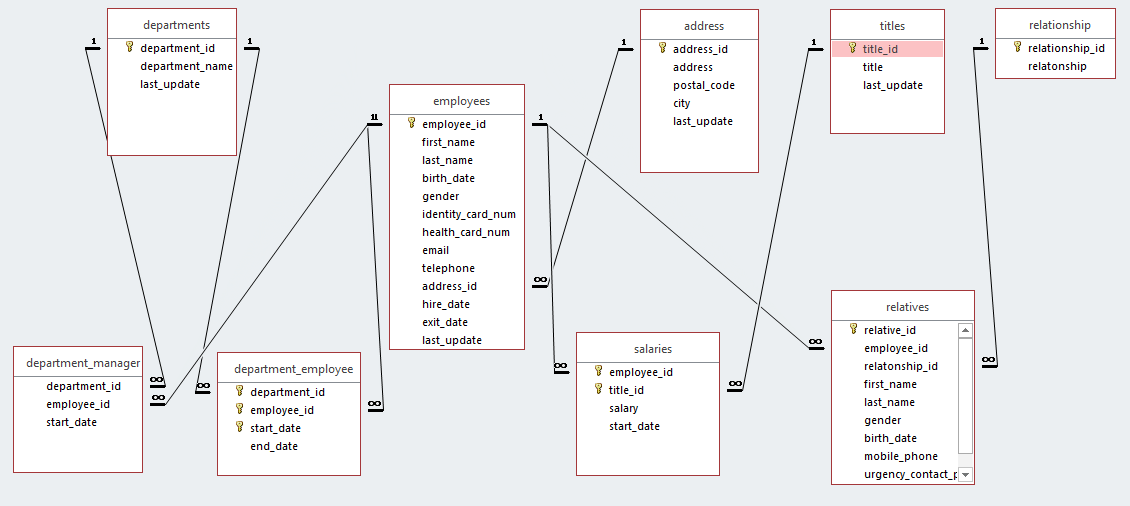 departments
department_id
department_name
last_update
1
1
employees
employee_id
first_name
last_name
birth_date
gender
identity_card_num
health_card_num
email
telephone
address_id
hire_date
exit_date
last_update
11
1
∞
address
address_id
address
postal_code
city
last_update
1
titles
title_id
title
last_update
1
relationship
relationship_id
relatonship
1
department_manager
department_id
employee_id
start_date
∞
∞
department_employee
department_id
employee_id
start_date
end_date
∞
∞
salaries
employee_id
title_id
salary
start_date
∞
∞
relatives
relative_id
employee_id
relatonship_id
first_name
last_name
gender
birth_date
mobile_phone
urgency_contact_p
∞
∞